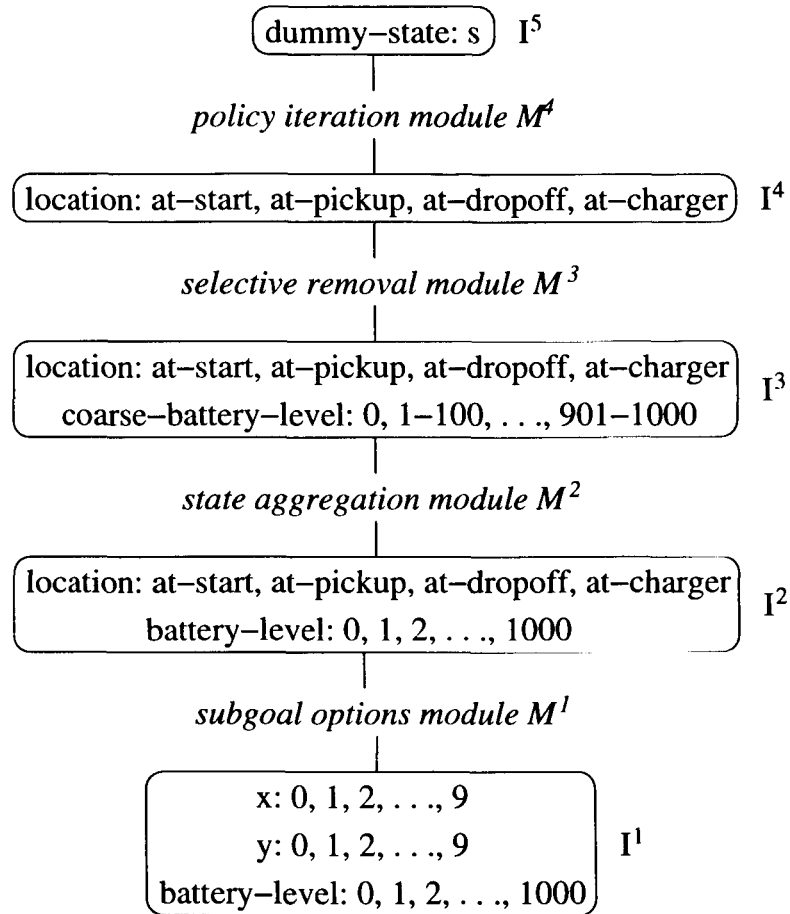 dummy–state: s I⁵
policy iteration module M⁴
location: at–start, at–pickup, at–dropoff, at–charger I⁴
selective removal module M³
location: at–start, at–pickup, at–dropoff, at–charger
coarse–battery–level: 0, 1–100, . . ., 901–1000
I³
state aggregation module M²
location: at–start, at–pickup, at–dropoff, at–charger
battery–level: 0, 1, 2, . . ., 1000
I²
subgoal options module M¹
x: 0, 1, 2, . . ., 9
y: 0, 1, 2, . . ., 9
I¹
battery–level: 0, 1, 2, . . ., 1000